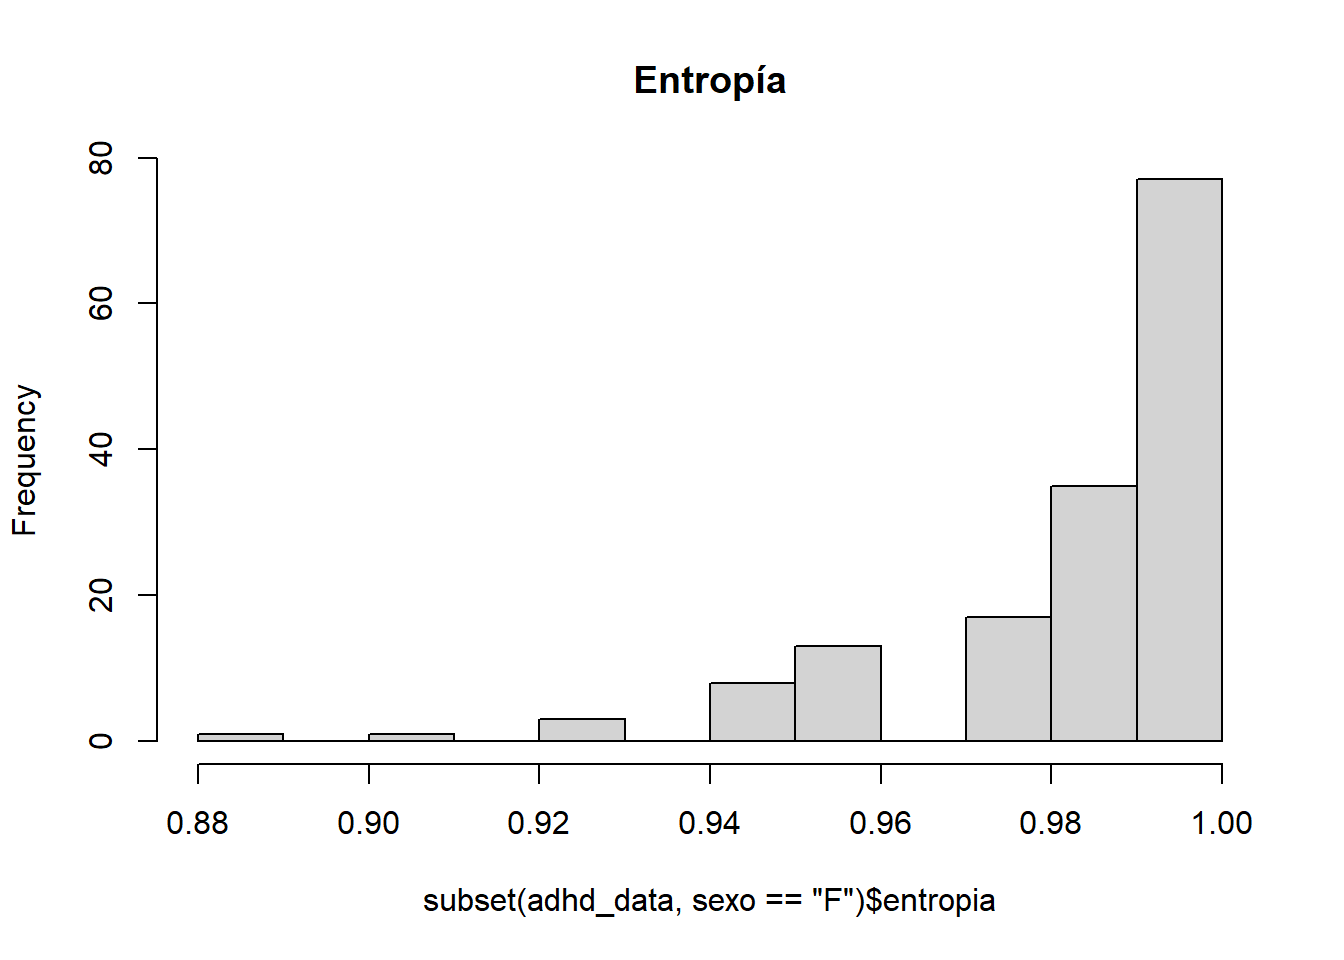 Entropía
80
60
40
20
0
Frequency
0.88 0.90 0.92 0.94 0.96 0.98 1.00
subset(adhd_data, sexo == "F")$entropia